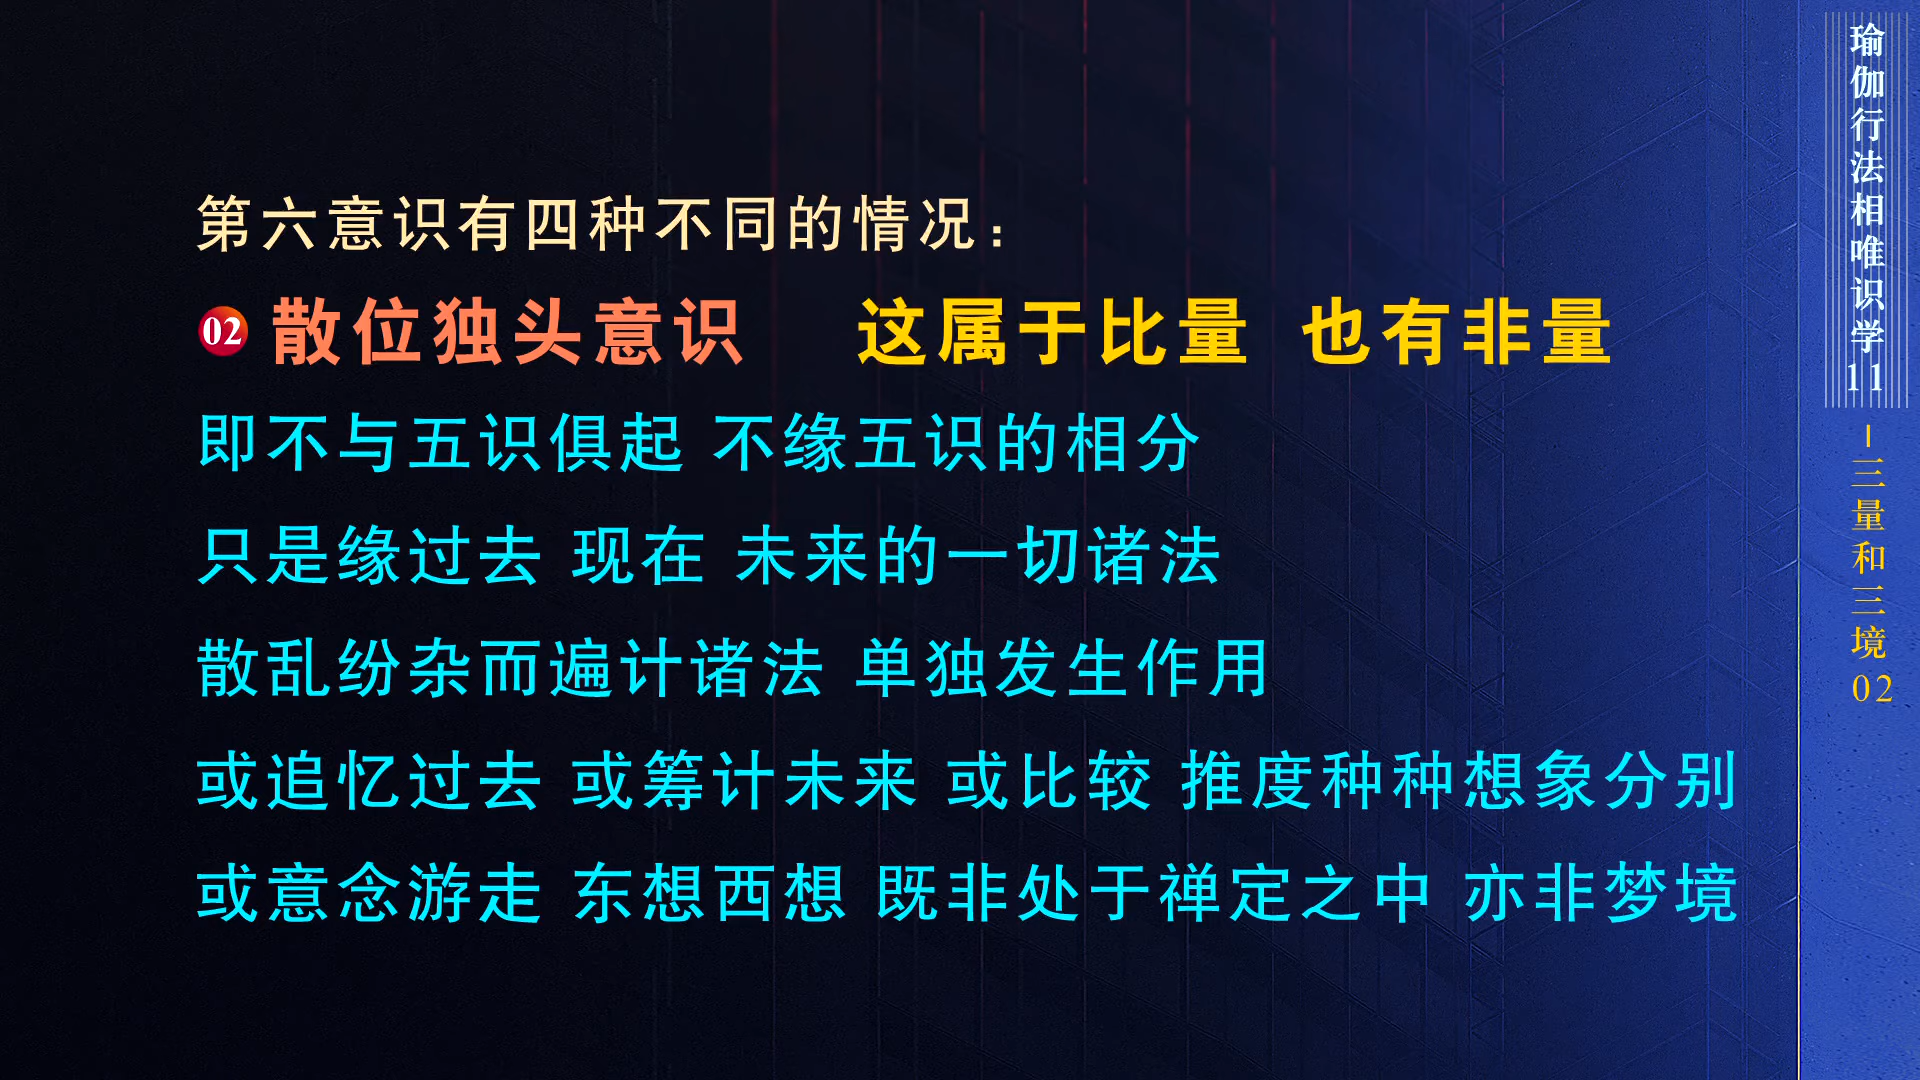 第六意识有四种不同的情况：
02 散位独头意识 这属于比量 也有非量
即不与五识俱起 不缘五识的相分
只是缘过去 现在 未来的一切诸法
散乱纷杂而遍计诸法 单独发生作用
或追忆过去 或筹计未来 或比较 推度种种想象分别
或意念游走 东想西想 既非处于禅定之中 亦非梦境
瑜伽行法相唯识学11
－三量和三境02